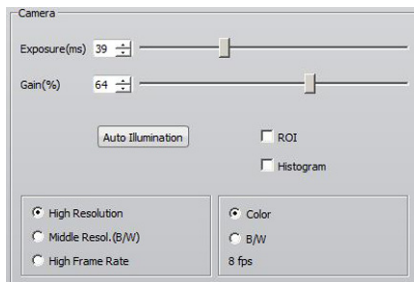 Camera
Exposure(ms) 39
Gain(%) 64
Auto Illumination
ROI
Histogram
High Resolution
Middle Resol.(B/W)
High Frame Rate
Color
B/W
8 fps